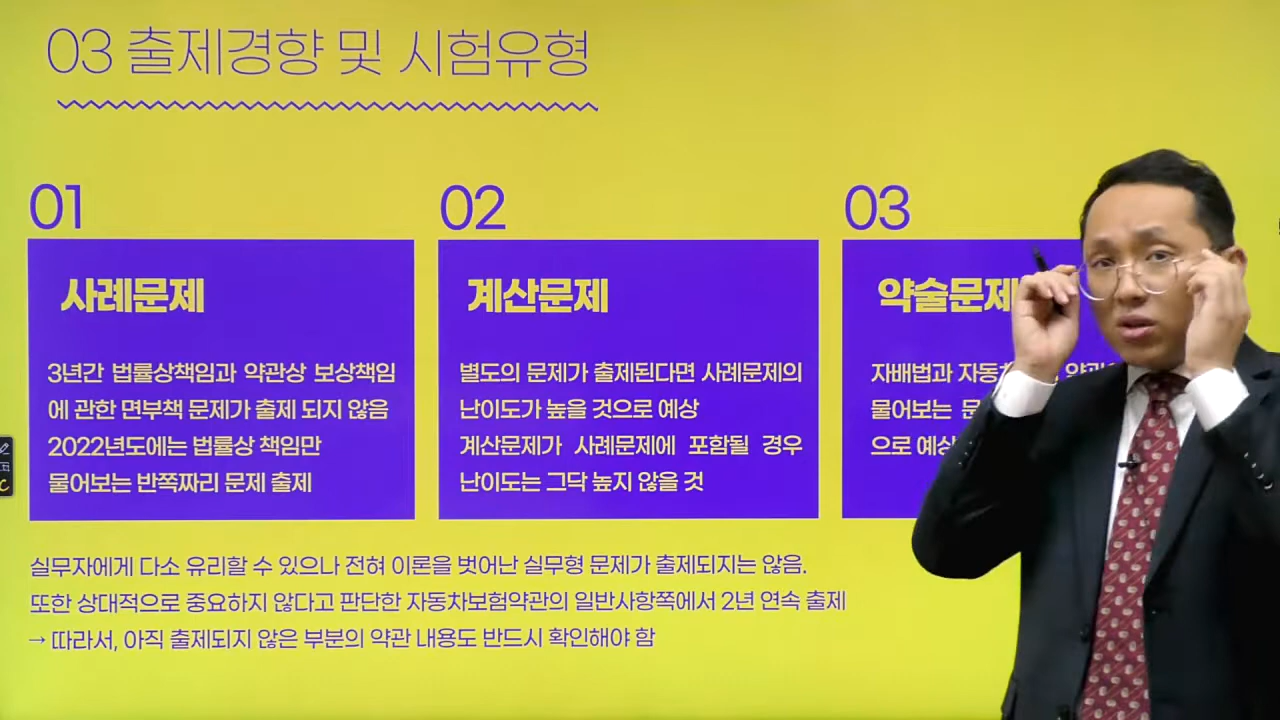 03 출제경향 및 시험유형
01
사례문제
3년간 법률상책임과 약관상 보상책임
에 관한 면부책 문제가 출제 되지 않음
2022년도에는 법률상 책임만
물어보는 반쪽짜리 문제 출제
02
계산문제
별도의 문제가 출제된다면 사례문제의
난이도가 높을 것으로 예상
계산문제가 사례문제에 포함될 경우
난이도는 그닥 높지 않을 것
03
약술문제
자배법과
물어보는
으로 예상
실무자에게 다소 유리할 수 있으나 전혀 이론을 벗어난 실무형 문제가 출제되지는 않음.
또한 상대적으로 중요하지 않다고 판단한 자동차보험약관의 일반사항쪽에서 2년 연속 출제
→ 따라서, 아직 출제되지 않은 부분의 약관 내용도 반드시 확인해야 함